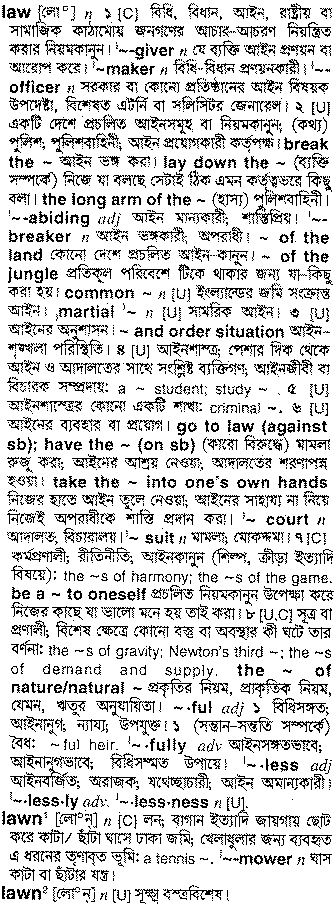 law [লোº] n ১ [C] বিধি, বিধান, আইন, রাষ্ট্রীয় বা
সামাজিক কাঠামোয় জনগণের আচার-আচরণ নিয়ন্ত্রিত
করার নিয়মকানুন। ˈ~-giver n যে ব্যক্তি আইন প্রণয়ন বা
আরোপ করে। ˈ~maker n বিধি-বিধান প্রণয়নকারী। ˈ~
officer n সরকার বা কোনো প্রতিষ্ঠানের আইন বিষয়ক
উপদেষ্টা, বিশেষত এটর্নি বা সলিসিটর জেনারেল। ২ [U]
একটি দেশে প্রচলিত আইনসমূহ বা নিয়মকানুন; (কথ্য)
পুলিশ; পুলিশবাহিনী; আইন প্রয়োগকারী কর্তৃপক্ষ। break
the ~ আইন ভঙ্গ করা। lay down the ~ (ব্যক্তি
সম্পর্কে) নিজে যা বলছে সেটাই ঠিক এমন কর্তৃত্বভরে কিছু
বলা। the long arm of the ~ (হাস্য) পুলিশবাহিনী।
ˈ~-abiding adj আইন মান্যকারী; শান্তিপ্রিয়। ˈ~-
breaker n আইন ভঙ্গকারী; অপরাধী। ~ of the
land কোনো দেশে প্রচলিত আইন-কানুন। ~ of the
jungle প্রতিকূল পরিবেশে টিকে থাকার জন্য যা-কিছু
করা হয়। common ~ n [U] ইংল্যান্ডের জমি সংক্রান্ত
আইন। ˌmartial ˈ~ n [U] সামরিক আইন। ৩ [U]
আইনের অনুশাসন। ~ and order situation আইন-
শৃঙ্খলা পরিস্থিতি। ৪ [U] আইনশাস্ত্র; পেশার দিক থেকে
আইন ও আদালতের সাথে সংশ্লিষ্ট ব্যক্তিগণ; আইনজীবী বা
বিচারক সম্প্রদায়: a ~ student; study ~. ৫ [U]
আইনশাস্ত্রের কোনো একটি শাখা: criminal ~. ৬ [U]
আইনের ব্যবহার বা প্রয়োগ। go to law (against
sb); have the ~ (on sb) (কারো বিরুদ্ধে) মামলা
রুজু করা; আইনের আশ্রয় নেওয়া; আদালতের শরণাপন্ন
হওয়া। take the ~ into one's own hands
নিজের হাতে আইন তুলে নেওয়া; আইনের সাহায্য না নিয়ে
নিজেই অপরাধীকে শাস্তি প্রদান করা। ˈ~ court n
আদালত; বিচারালয়। ˈ~ suit n মামলা; মোকদ্দমা। ৭ [C]
কর্মপ্রণালী; রীতিনীতি; আইনকানুন (শিল্প, ক্রীড়া ইত্যাদি
বিষয়ে): the ~s of harmony; the ~s of the game.
be a ~ to oneself প্রচলিত নিয়মকানুন উপেক্ষা করে
নিজের কাছে যা ভালো মনে হয় তাই করা। ৮ [U,C] সূত্র বা
প্রণালী; বিশেষ ক্ষেত্রে কোনো বস্তু বা অবস্থার কী ঘটে তার
বর্ণনা: the ~s of gravity; Newton's third ~; the ~s
of demand and supply. the ~ of
nature/natural ~ প্রকৃতির নিয়ম, প্রাকৃতিক নিয়ম,
যেমন, ঋতুর অনুযায়িতা। ~·ful adj ১ বিধিসঙ্গত;
আইনানুগ; ন্যায্য; উপযুক্ত। ১ (সন্তান-সন্ততি সম্পর্কে)
বৈধ: ~ful heir. ˈ~·fully adv আইনসঙ্গতভাবে;
আইনানুগভাবে; বিধিসম্মত উপায়ে। ˈ~·less adj
আইনবর্জিত; অরাজক; যথেচ্ছাচারী; আইন অমান্যকারী।
ˈ~·less·ly adv. ˈ~·less·ness n [U].
lawn¹ [লোºন্] n [C] লন; বাগান ইত্যাদি জায়গায় ছোট
করে কাটা/ ছাঁটা ঘাসে ঢাকা জমি; খেলাধুলার জন্য ব্যবহৃত
এ ধরনের তৃণাবৃত ভূমি: a tennis ~. ˈ~-mower n ঘাস
কাটা বা ছাঁটার যন্ত্র।
lawn² [লোºন্] n [U] সূক্ষ্ম বস্ত্রবিশেষ।